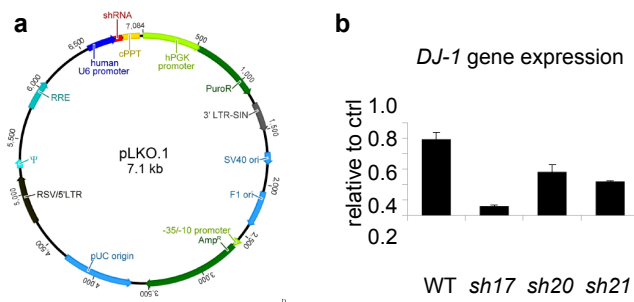 a
shRNA
7,084
cPPT
hPGK
promoter
500
PuroR
1,000
3' LTR-SIN
1,500
SV40 ori
2,000
F1 ori
-35/-10 promoter
2,500
AmpR
3,000
3,500
pUC origin
4,000
4,500
RSV/5'LTR
5,000
Ψ
5,500
RRE
6,000
human
U6 promoter
6,500
pLKO.1
7.1 kb
b
DJ-1 gene expression
relative to ctrl
1.0
0.8
0.6
0.4
0.2
WT sh17 sh20 sh21